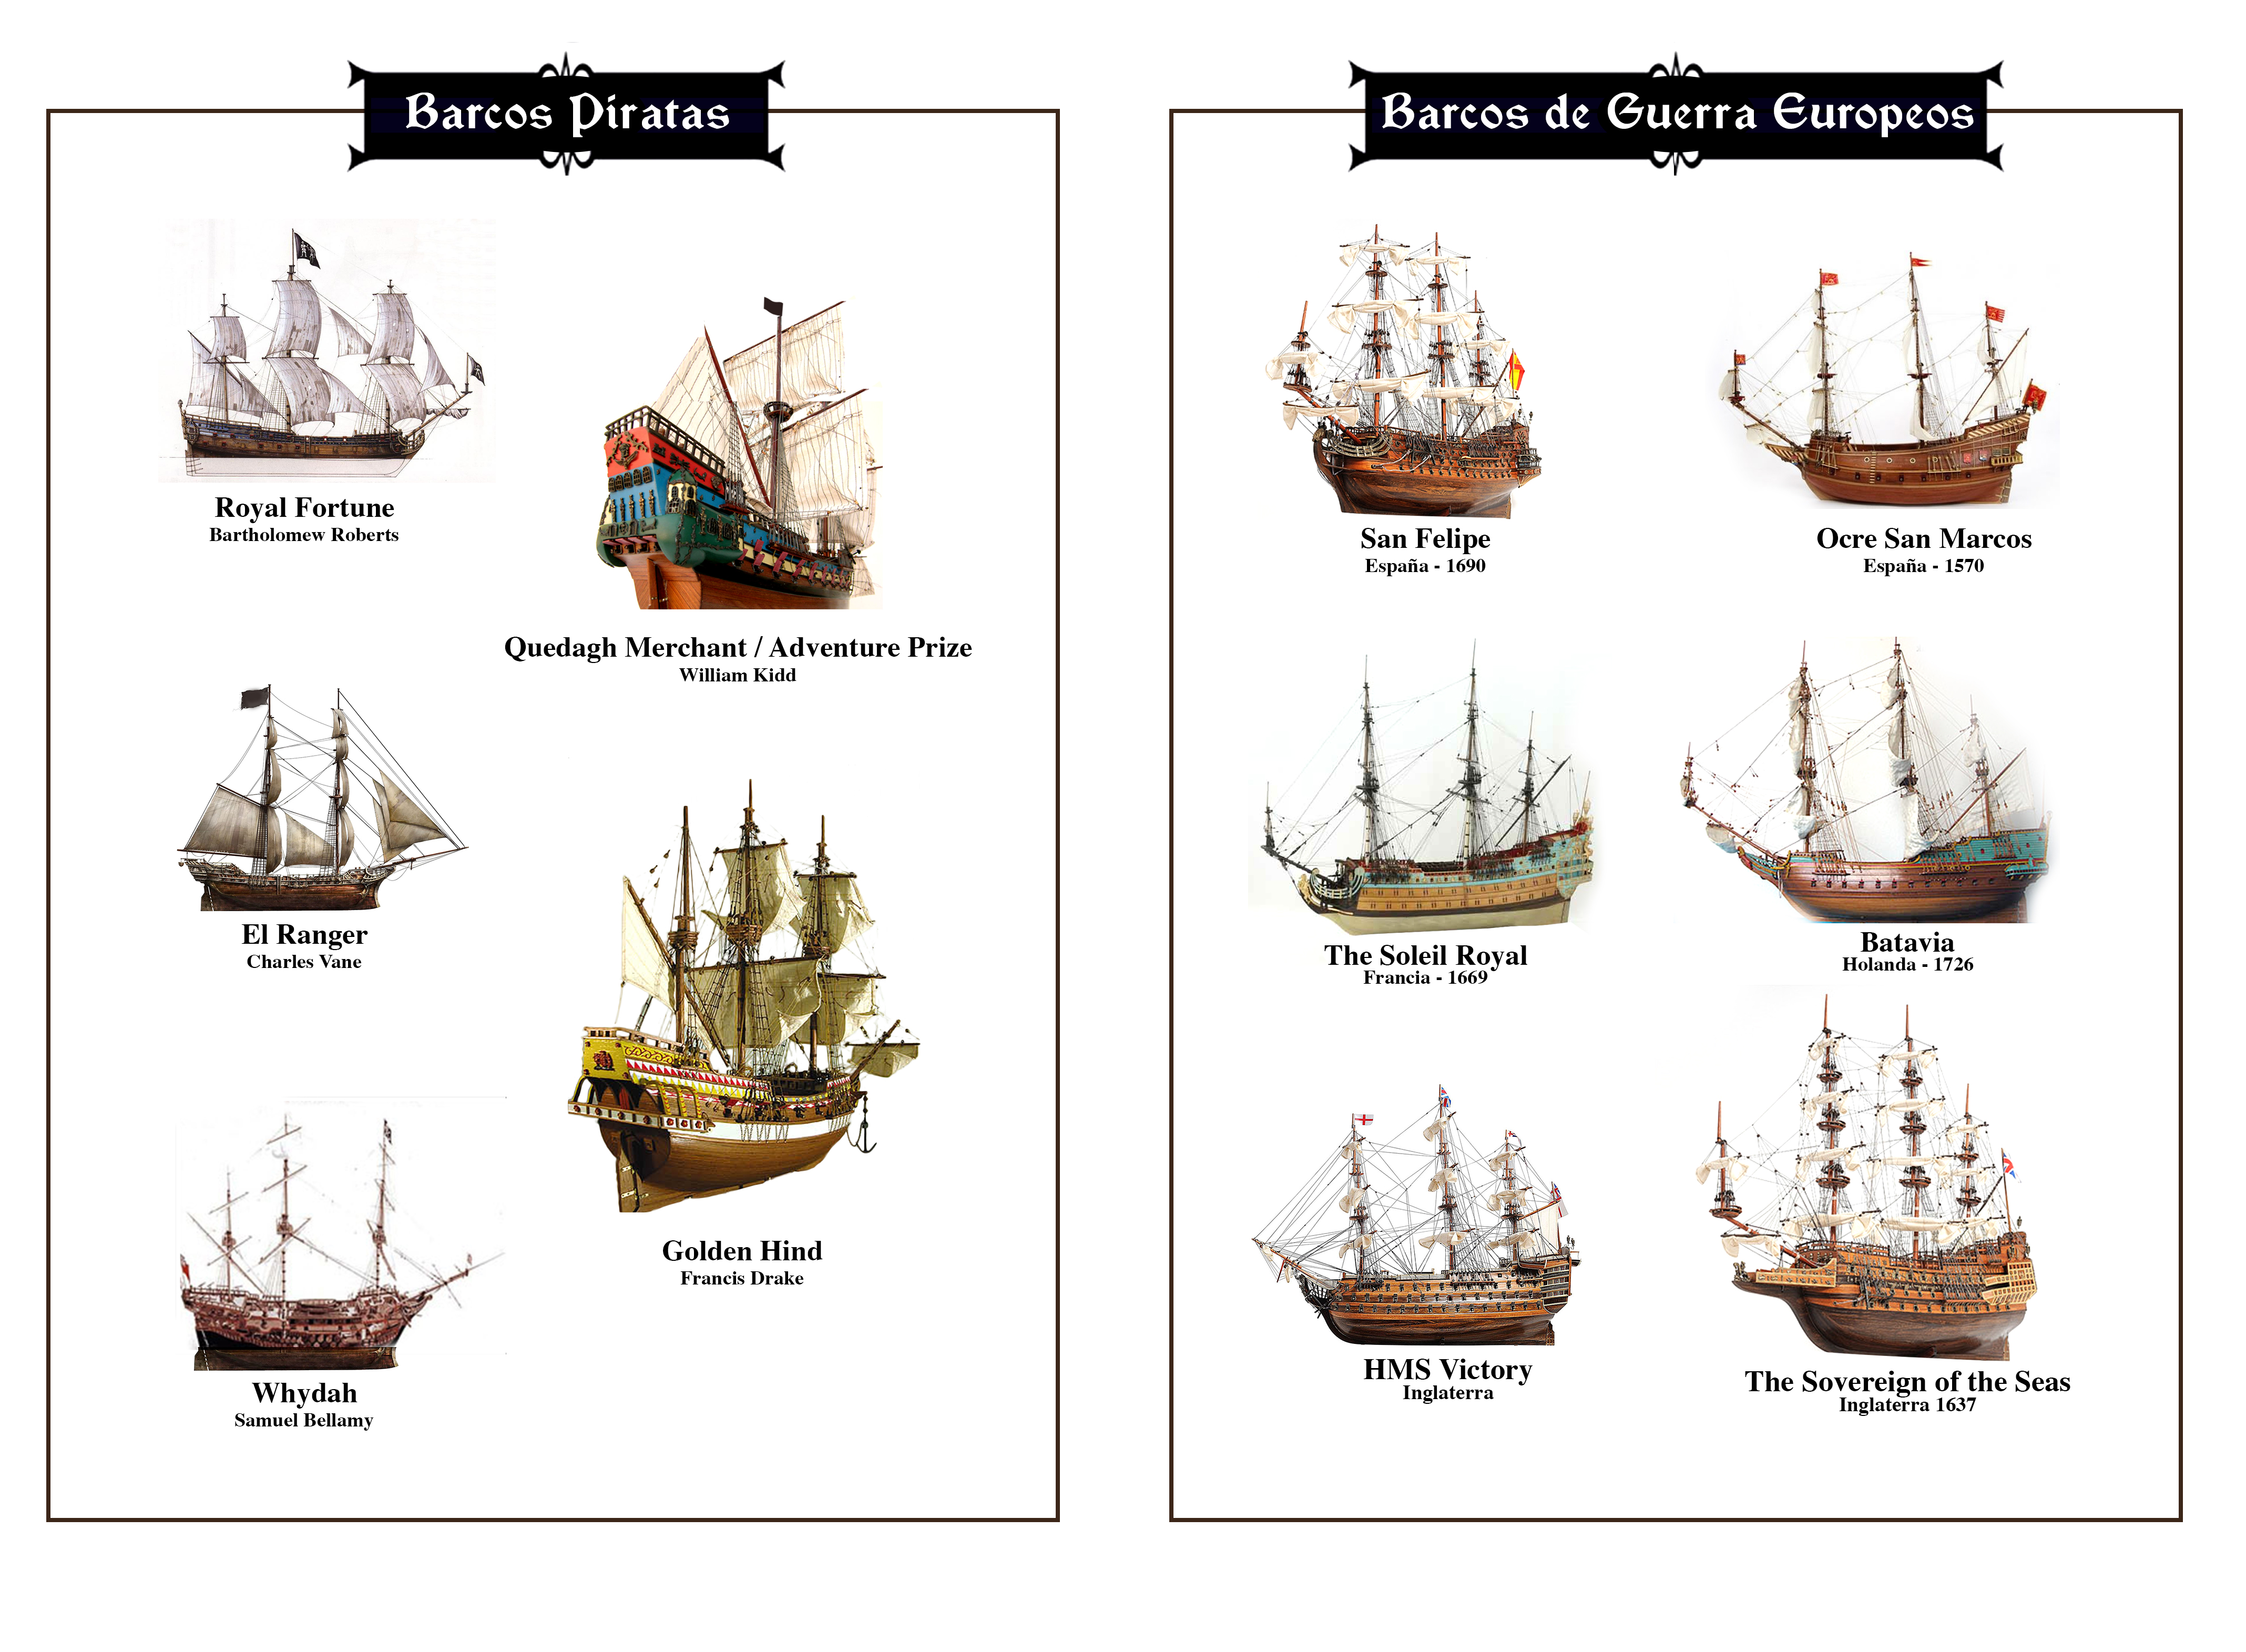 Barcos Piratas
Royal Fortune
Bartholomew Roberts
Quedagh Merchant / Adventure Prize
William Kidd
El Ranger
Charles Vane
Golden Hind
Francis Drake
Whydah
Samuel Bellamy
Barcos de Guerra Europeos
San Felipe
España - 1690
Ocre San Marcos
España - 1570
The Soleil Royal
Francia - 1669
Batavia
Holanda - 1726
HMS Victory
Inglaterra
The Sovereign of the Seas
Inglaterra 1637